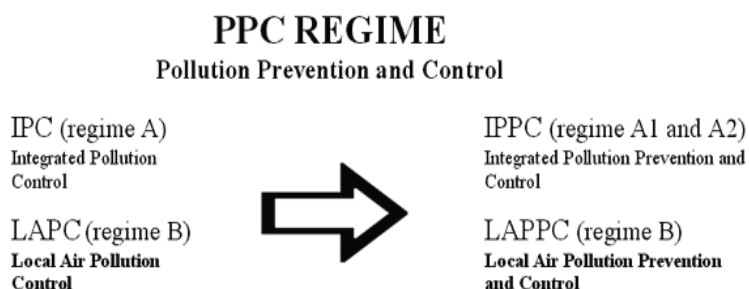 PPC REGIME
Pollution Prevention and Control
IPC (regime A)
Integrated Pollution
Control
LAPC (regime B)
Local Air Pollution
Control
IPPC (regime A1 and A2)
Integrated Pollution Prevention and
Control
LAPPC (regime B)
Local Air Pollution Prevention
and Control